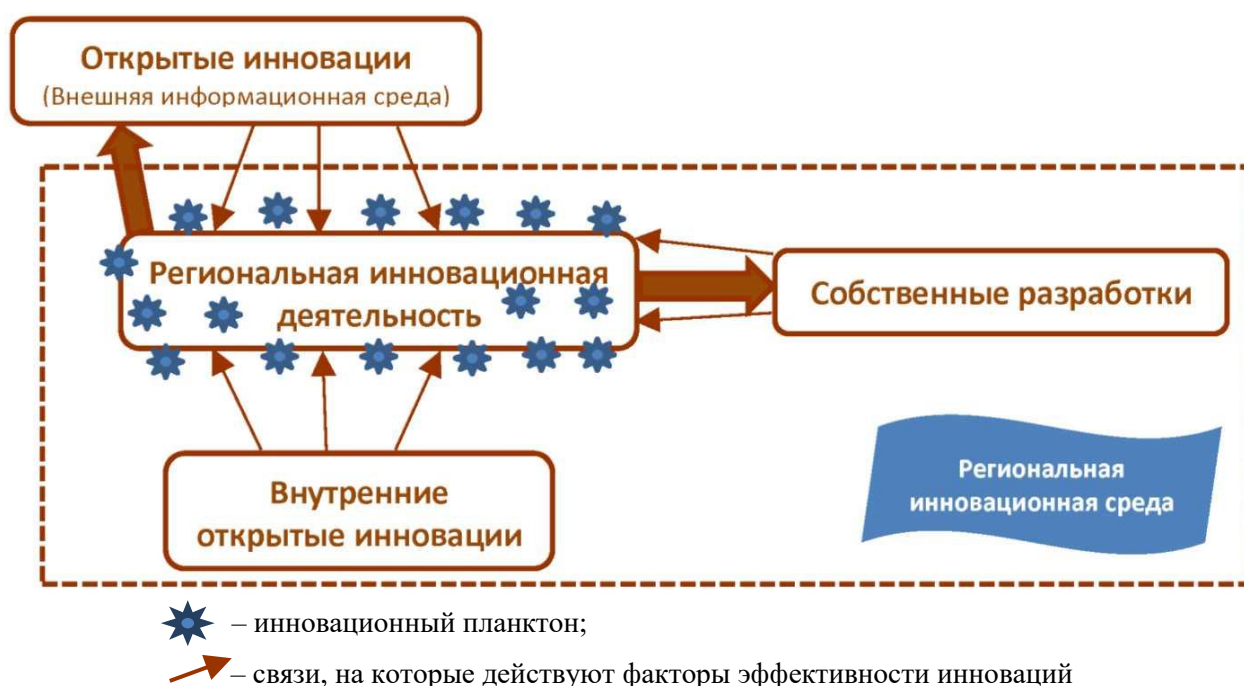 Открытые инновации
(Внешняя информационная среда)
Региональная инновационная
деятельность
Собственные разработки
Внутренние
открытые инновации
Региональная
инновационная среда
– инновационный планктон;
– связи, на которые действуют факторы эффективности инноваций